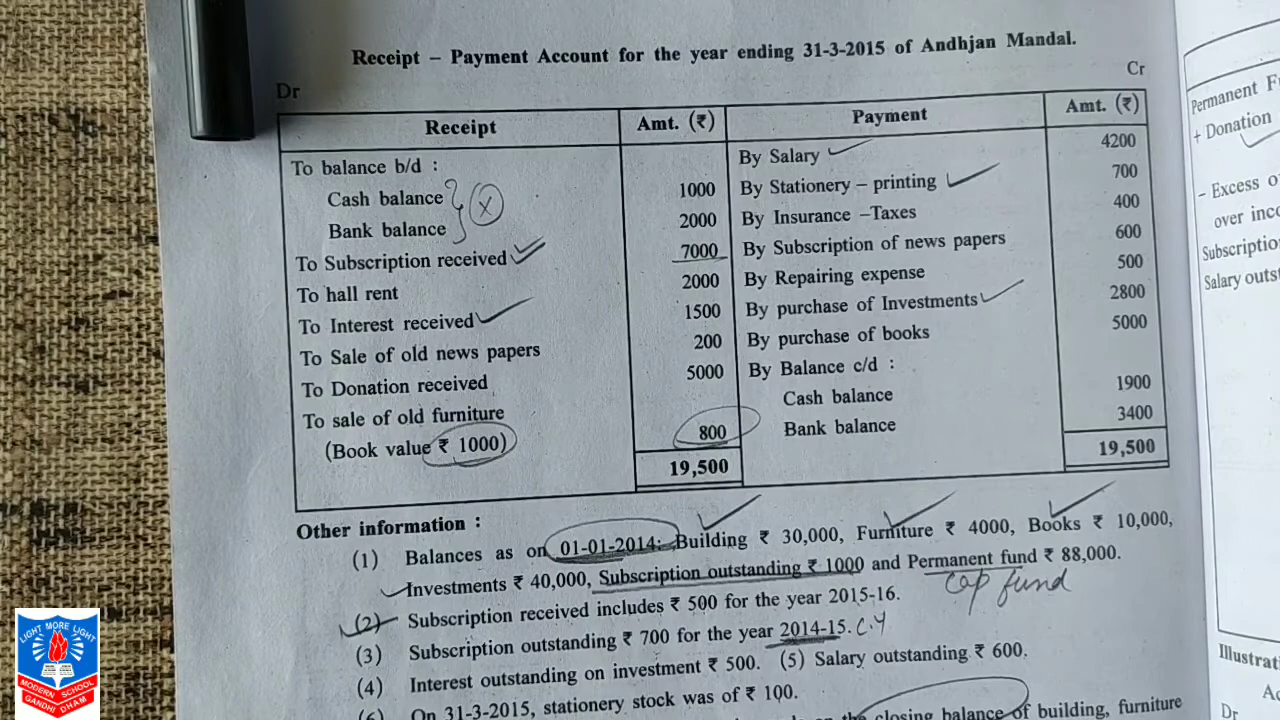 Receipt – Payment Account for the year ending 31-3-2015 of Andhjan Mandal.
Dr Cr
Receipt Amt. (₹) Payment Amt. (₹)
To balance b/d : By Salary 4200
Cash balance 1000 By Stationery – printing 700
Bank balance 2000 By Insurance –Taxes 400
To Subscription received 7000 By Subscription of news papers 600
To hall rent 2000 By Repairing expense 500
To Interest received 1500 By purchase of Investments 2800
To Sale of old news papers 200 By purchase of books 5000
To Donation received 5000 By Balance c/d :
To sale of old furniture Cash balance 1900
(Book value ₹ 1000) 800 Bank balance 3400
19,500 19,500
Other information :
(1) Balances as on 01-01-2014: Building ₹ 30,000, Furniture ₹ 4000, Books ₹ 10,000,
Investments ₹ 40,000, Subscription outstanding ₹ 1000 and Permanent fund ₹ 88,000.
Cap fund
(2) Subscription received includes ₹ 500 for the year 2015-16.
(3) Subscription outstanding ₹ 700 for the year 2014-15. C.Y
(4) Interest outstanding on investment ₹ 500. (5) Salary outstanding ₹ 600.
(6) On 31-3-2015, stationery stock was of ₹ 100.
the closing balance of building, furniture
Permanent F
+ Donation
– Excess o
over inc
Subscriptio
Salary outs
Illustrati
Dr
LIGHT MORE LIGHT
MODERN SCHOOL
GANDHIDHAM